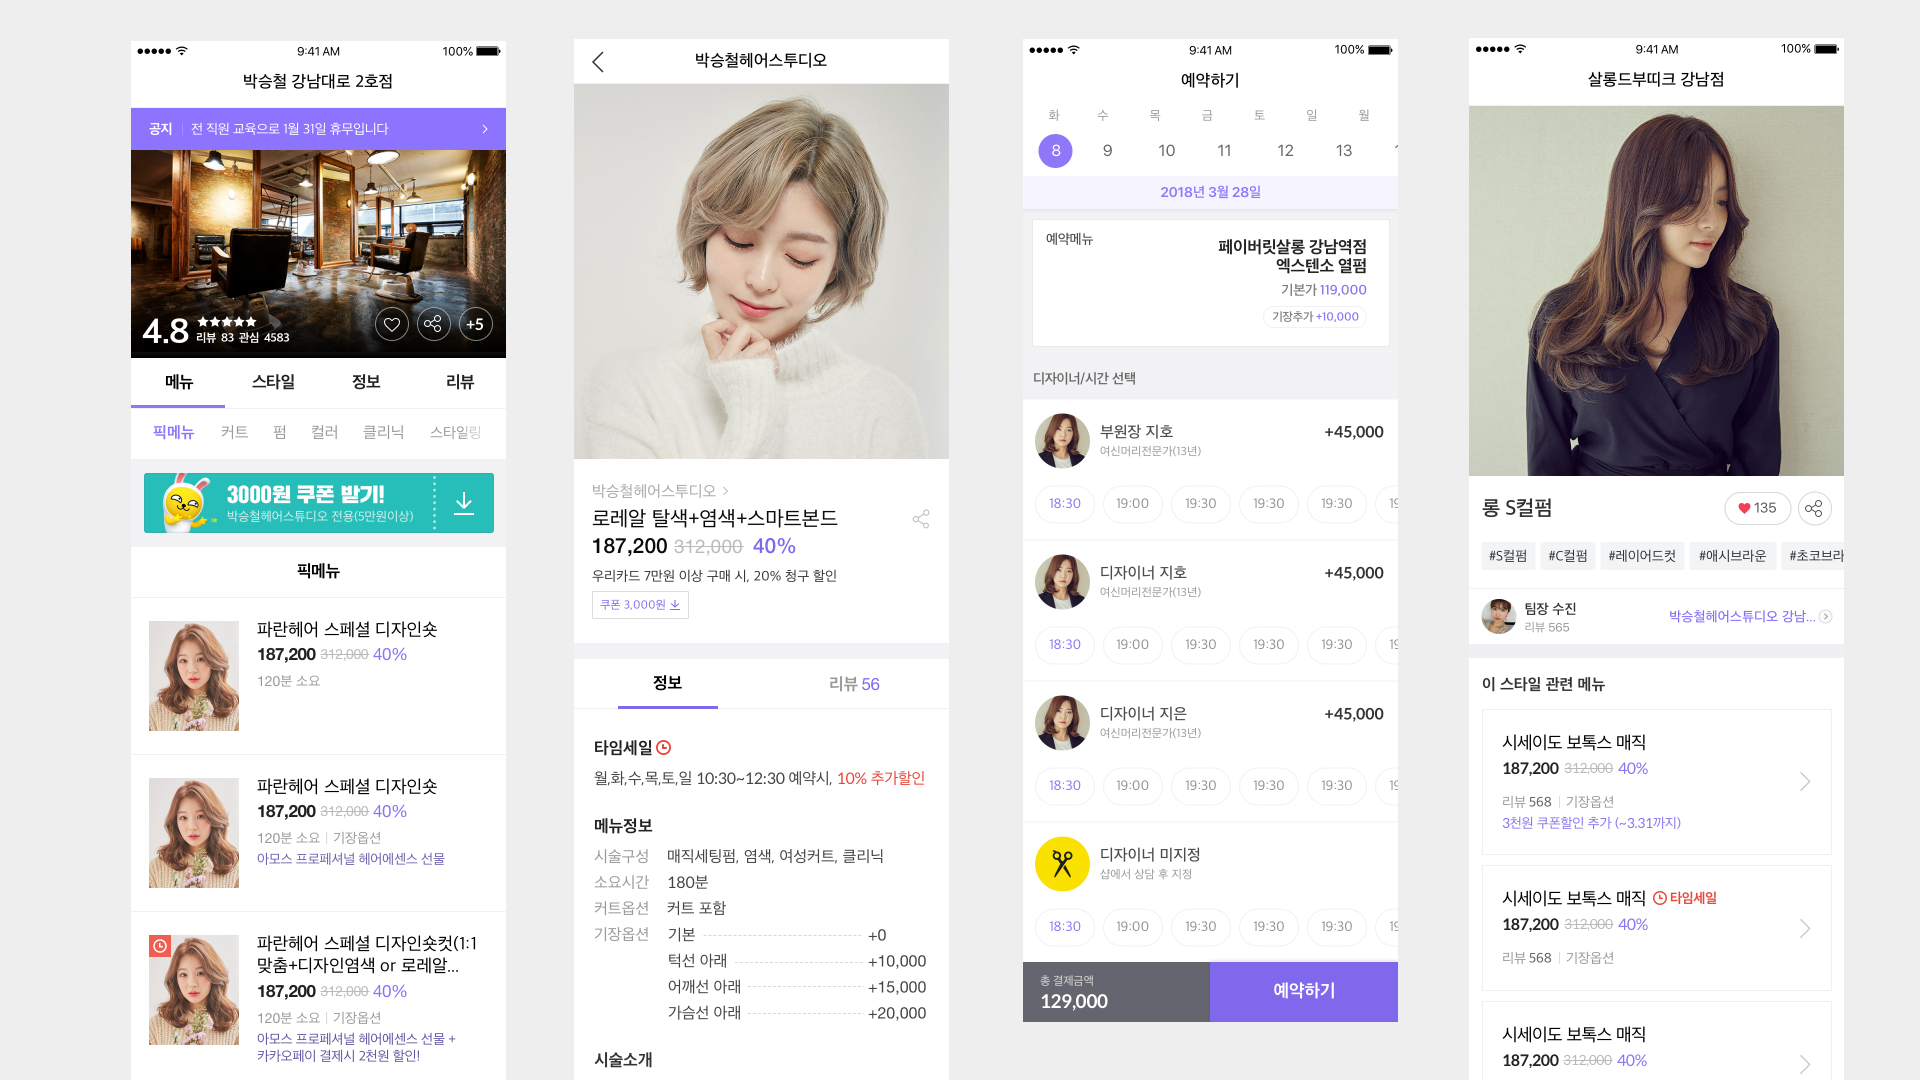 9:41 AM
100%
박승철 강남대로 2호점
공지
전 직원 교육으로 1월 31일 휴무입니다
4.8
리뷰 83 관심 4583
+5
메뉴
스타일
정보
리뷰
픽메뉴
커트
펌
컬러
클리닉
스타일링
3000원 쿠폰 받기!
박승철헤어스튜디오 전용(5만원이상)
픽메뉴
파란헤어 스페셜 디자인숏
187,200 312,000 40%
120분 소요
파란헤어 스페셜 디자인숏
187,200 312,000 40%
120분 소요 | 기장옵션
아모스 프로페셔널 헤어에센스 선물
파란헤어 스페셜 디자인숏컷(1:1
맞춤+디자인염색 or 로레알...
187,200 312,000 40%
120분 소요 | 기장옵션
아모스 프로페셔널 헤어에센스 선물 +
카카오페이 결제시 2천원 할인!
박승철헤어스투디오
박승철헤어스투디오
로레알 탈색+염색+스마트본드
187,200 312,000 40%
우리카드 7만원 이상 구매 시, 20% 청구 할인
쿠폰 3,000원
정보
리뷰 56
타임세일
월,화,수,목,토,일 10:30~12:30 예약시, 10% 추가할인
메뉴정보
시술구성 매직세팅펌, 염색, 여성커트, 클리닉
소요시간 180분
커트옵션 커트 포함
기장옵션 기본 +0
턱선 아래 +10,000
어깨선 아래 +15,000
가슴선 아래 +20,000
시술소개
9:41 AM
100%
예약하기
화 수 목 금 토 일 월
8 9 10 11 12 13
2018년 3월 28일
예약메뉴
페이버릿살롱 강남역점
엑스텐소 열펌
기본가 119,000
기장추가 +10,000
디자이너/시간 선택
부원장 지호
+45,000
여신머리전문가(13년)
18:30 19:00 19:30 19:30 19:30
디자이너 지호
+45,000
여신머리전문가(13년)
18:30 19:00 19:30 19:30 19:30
디자이너 지은
+45,000
여신머리전문가(13년)
18:30 19:00 19:30 19:30 19:30
디자이너 미지정
샵에서 상담 후 지정
18:30 19:00 19:30 19:30 19:30
총 결제금액
129,000
예약하기
9:41 AM
100%
살롱드부띠크 강남점
롱 S컬펌
135
#S컬펌 #C컬펌 #레이어드컷 #애시브라운 #초코브라
팀장 수진
리뷰 565
박승철헤어스튜디오 강남...
이 스타일 관련 메뉴
시세이도 보톡스 매직
187,200 312,000 40%
리뷰 568 | 기장옵션
3천원 쿠폰할인 추가 (~3.31까지)
시세이도 보톡스 매직 타임세일
187,200 312,000 40%
리뷰 568 | 기장옵션
시세이도 보톡스 매직
187,200 312,000 40%